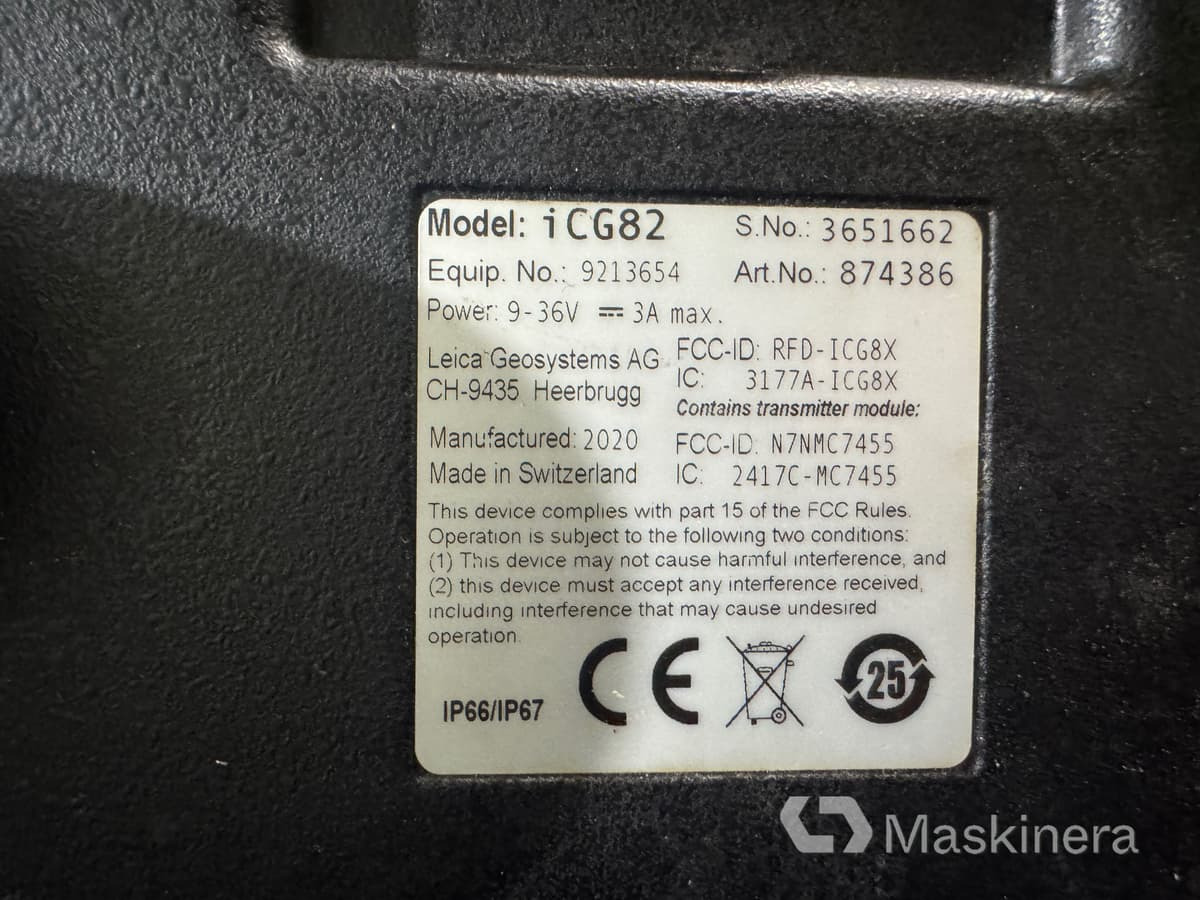 Model: iCG82 S.No.: 3651662
Equip. No.: 9213654 Art.No.: 874386
Power: 9-36V ⎓ 3A max.
Leica Geosystems AG
CH-9435 Heerbrugg
FCC-ID: RFD-ICG8X
IC: 3177A-ICG8X
Contains transmitter module:
Manufactured: 2020
Made in Switzerland
FCC-ID: N7NMC7455
IC: 2417C-MC7455
This device complies with part 15 of the FCC Rules.
Operation is subject to the following two conditions:
(1) This device may not cause harmful interference, and
(2) this device must accept any interference received,
including interference that may cause undesired
operation.
IP66/IP67 CE 25
Maskinera